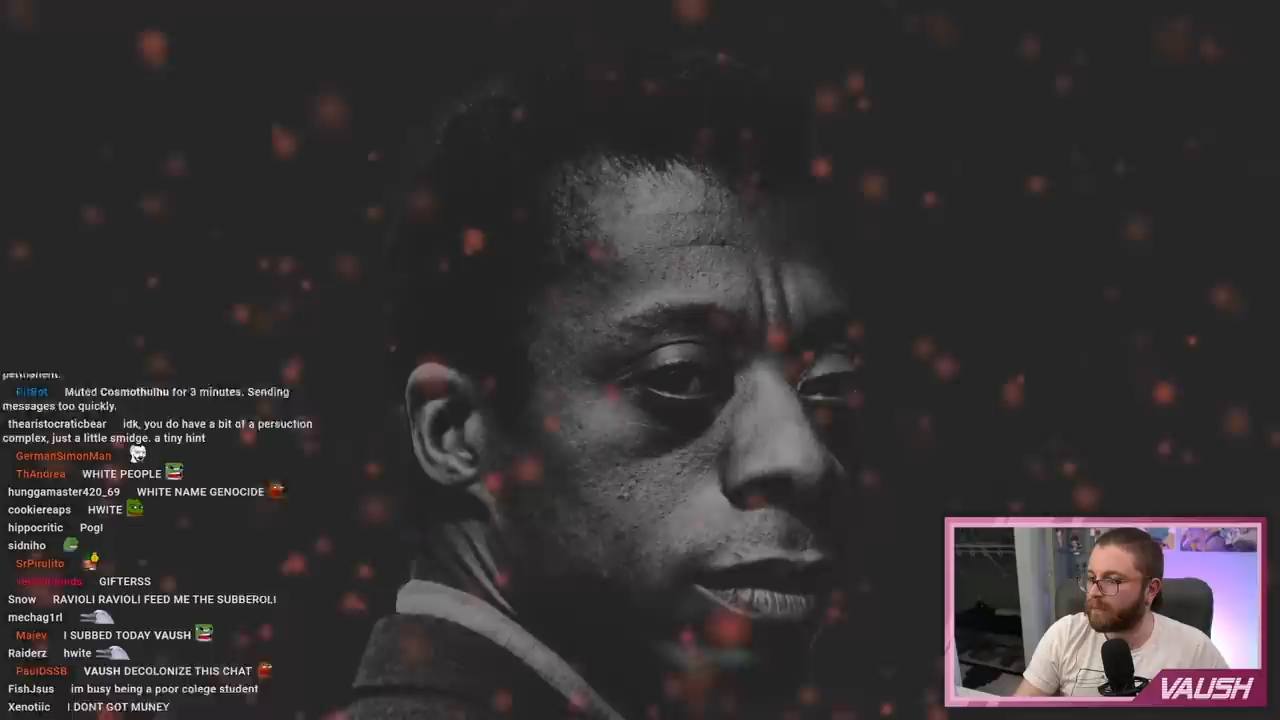 FitBot Muted Cosmothulhu for 3 minutes. Sending
messages too quickly.
thearistocraticbear idk, you do have a bit of a persuction
complex, just a little smidge. a tiny hint
GermanSimonMan
ThAndrea WHITE PEOPLE
hunggamaster420_69 WHITE NAME GENOCIDE
cookiereaps HWITE
hippocritic Pog!
sidniho
SrPirulito
GIFTERSS
Snow RAVIOLI RAVIOLI FEED ME THE SUBBEROLI
mechag1rl
Majev I SUBBED TODAY VAUSH
Raiderz hwite
PaulDSSB VAUSH DECOLONIZE THIS CHAT
FishJsus im busy being a poor colege student
Xenotiic I DONT GOT MUNEY
VAUSH